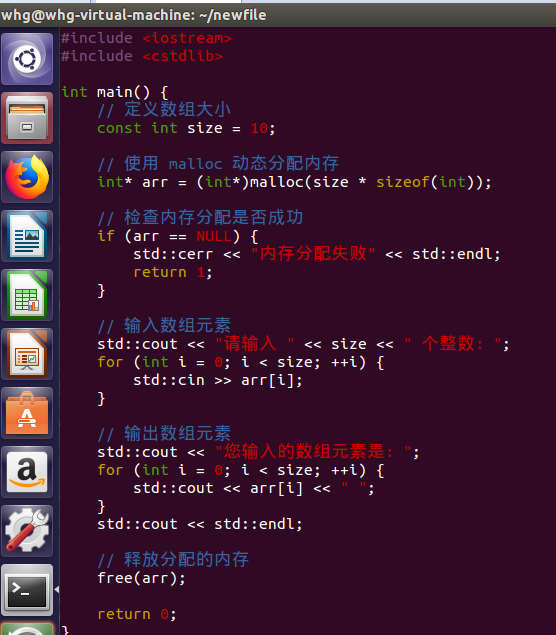 whg@whg-virtual-machine: ~/newfile
#include <iostream>
#include <cstdlib>
int main() {
// 定义数组大小
const int size = 10;
// 使用 malloc 动态分配内存
int* arr = (int*)malloc(size * sizeof(int));
// 检查内存分配是否成功
if (arr == NULL) {
std::cerr << "内存分配失败" << std::endl;
return 1;
}
// 输入数组元素
std::cout << "请输入 " << size << " 个整数: ";
for (int i = 0; i < size; ++i) {
std::cin >> arr[i];
}
// 输出数组元素
std::cout << "您输入的数组元素是: ";
for (int i = 0; i < size; ++i) {
std::cout << arr[i] << " ";
}
std::cout << std::endl;
// 释放分配的内存
free(arr);
return 0;
}